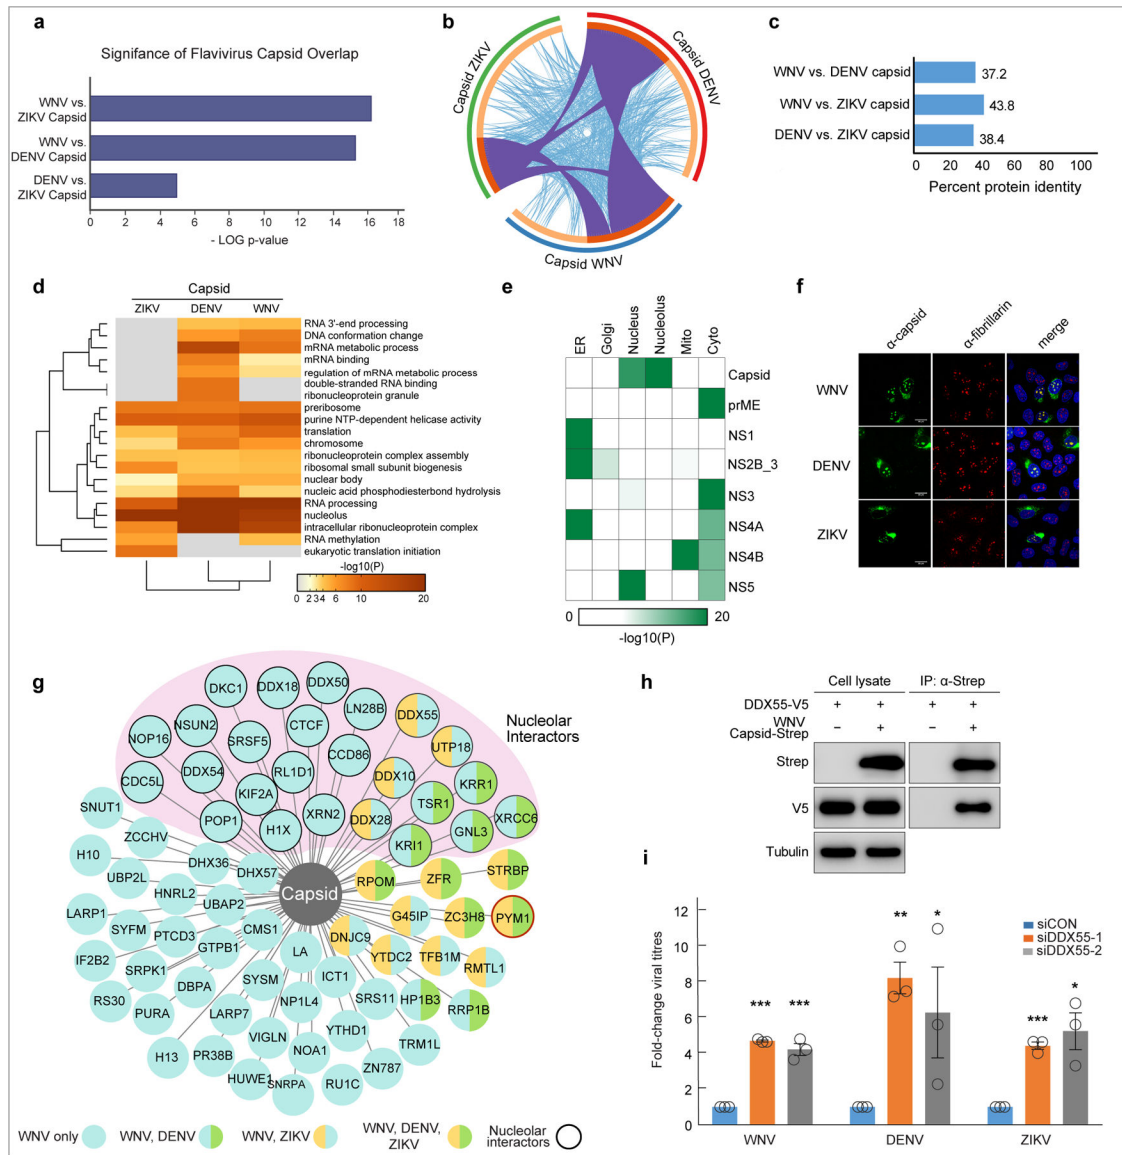 a
Signifance of Flavivirus Capsid Overlap
WNV vs.
ZIKV Capsid
WNV vs.
DENV Capsid
DENV vs.
ZIKV Capsid
0 2 4 6 8 10 12 14 16 18
- LOG p-value
b
Capsid ZIKV
Capsid DENV
Capsid WNV
c
WNV vs. DENV capsid 37.2
WNV vs. ZIKV capsid 43.8
DENV vs. ZIKV capsid 38.4
0 20 40 60 80 100
Percent protein identity
d
Capsid
ZIKV DENV WNV
RNA 3'-end processing
DNA conformation change
mRNA metabolic process
mRNA binding
regulation of mRNA metabolic process
double-stranded RNA binding
ribonucleoprotein granule
preribosome
purine NTP-dependent helicase activity
translation
chromosome
ribonucleoprotein complex assembly
ribosomal small subunit biogenesis
nuclear body
nucleic acid phosphodiesterbond hydrolysis
RNA processing
nucleolus
intracellular ribonucleoprotein complex
RNA methylation
eukaryotic translation initiation
-log10(P)
0 2 3 4 6 10 20
e
ER Golgi Nucleus Nucleolus Mito Cyto
Capsid
prME
NS1
NS2B_3
NS3
NS4A
NS4B
NS5
0 20
-log10(P)
f
α-capsid α-fibrillarin merge
WNV
DENV
ZIKV
g
Nucleolar
Interactors
DKC1 DDX18 DDX50
NSUN2 CTCF LN28B DDX55
NOP16 SRSF5 CCD86 UTP18
CDC5L DDX54 RL1D1 DDX10 KRR1
KIF2A XRN2 TSR1 XRCC6
POP1 H1X DDX28 GNL3
KRI1
SNUT1 ZCCHV
H10 DHX36 DHX57
UBP2L HNRL2 UBAP2
Capsid
RPOM ZFR STRBP
LARP1 SYFM PTCD3 CMS1 G45IP ZC3H8 PYM1
IF2B2 SRPK1 GTPB1 LA DNJC9 YTDC2 TFB1M RMTL1
RS30 PURA DBPA SYSM ICT1
LARP7 NP1L4 SRS11 HP1B3 RRP1B
H13 PR38B VIGLN YTHD1 TRM1L
HUWE1 NOA1 ZN787
SNRPA RU1C
WNV only
WNV, DENV
WNV, ZIKV
WNV, DENV,
ZIKV
Nucleolar
interactors
h
Cell lysate IP: α-Strep
DDX55-V5 + + + +
WNV
Capsid-Strep − + − +
Strep
V5
Tubulin
i
Fold-change viral titres
12
10
8
6
4
2
0
siCON
siDDX55-1
siDDX55-2
*** ***
** *
*** *
WNV DENV ZIKV